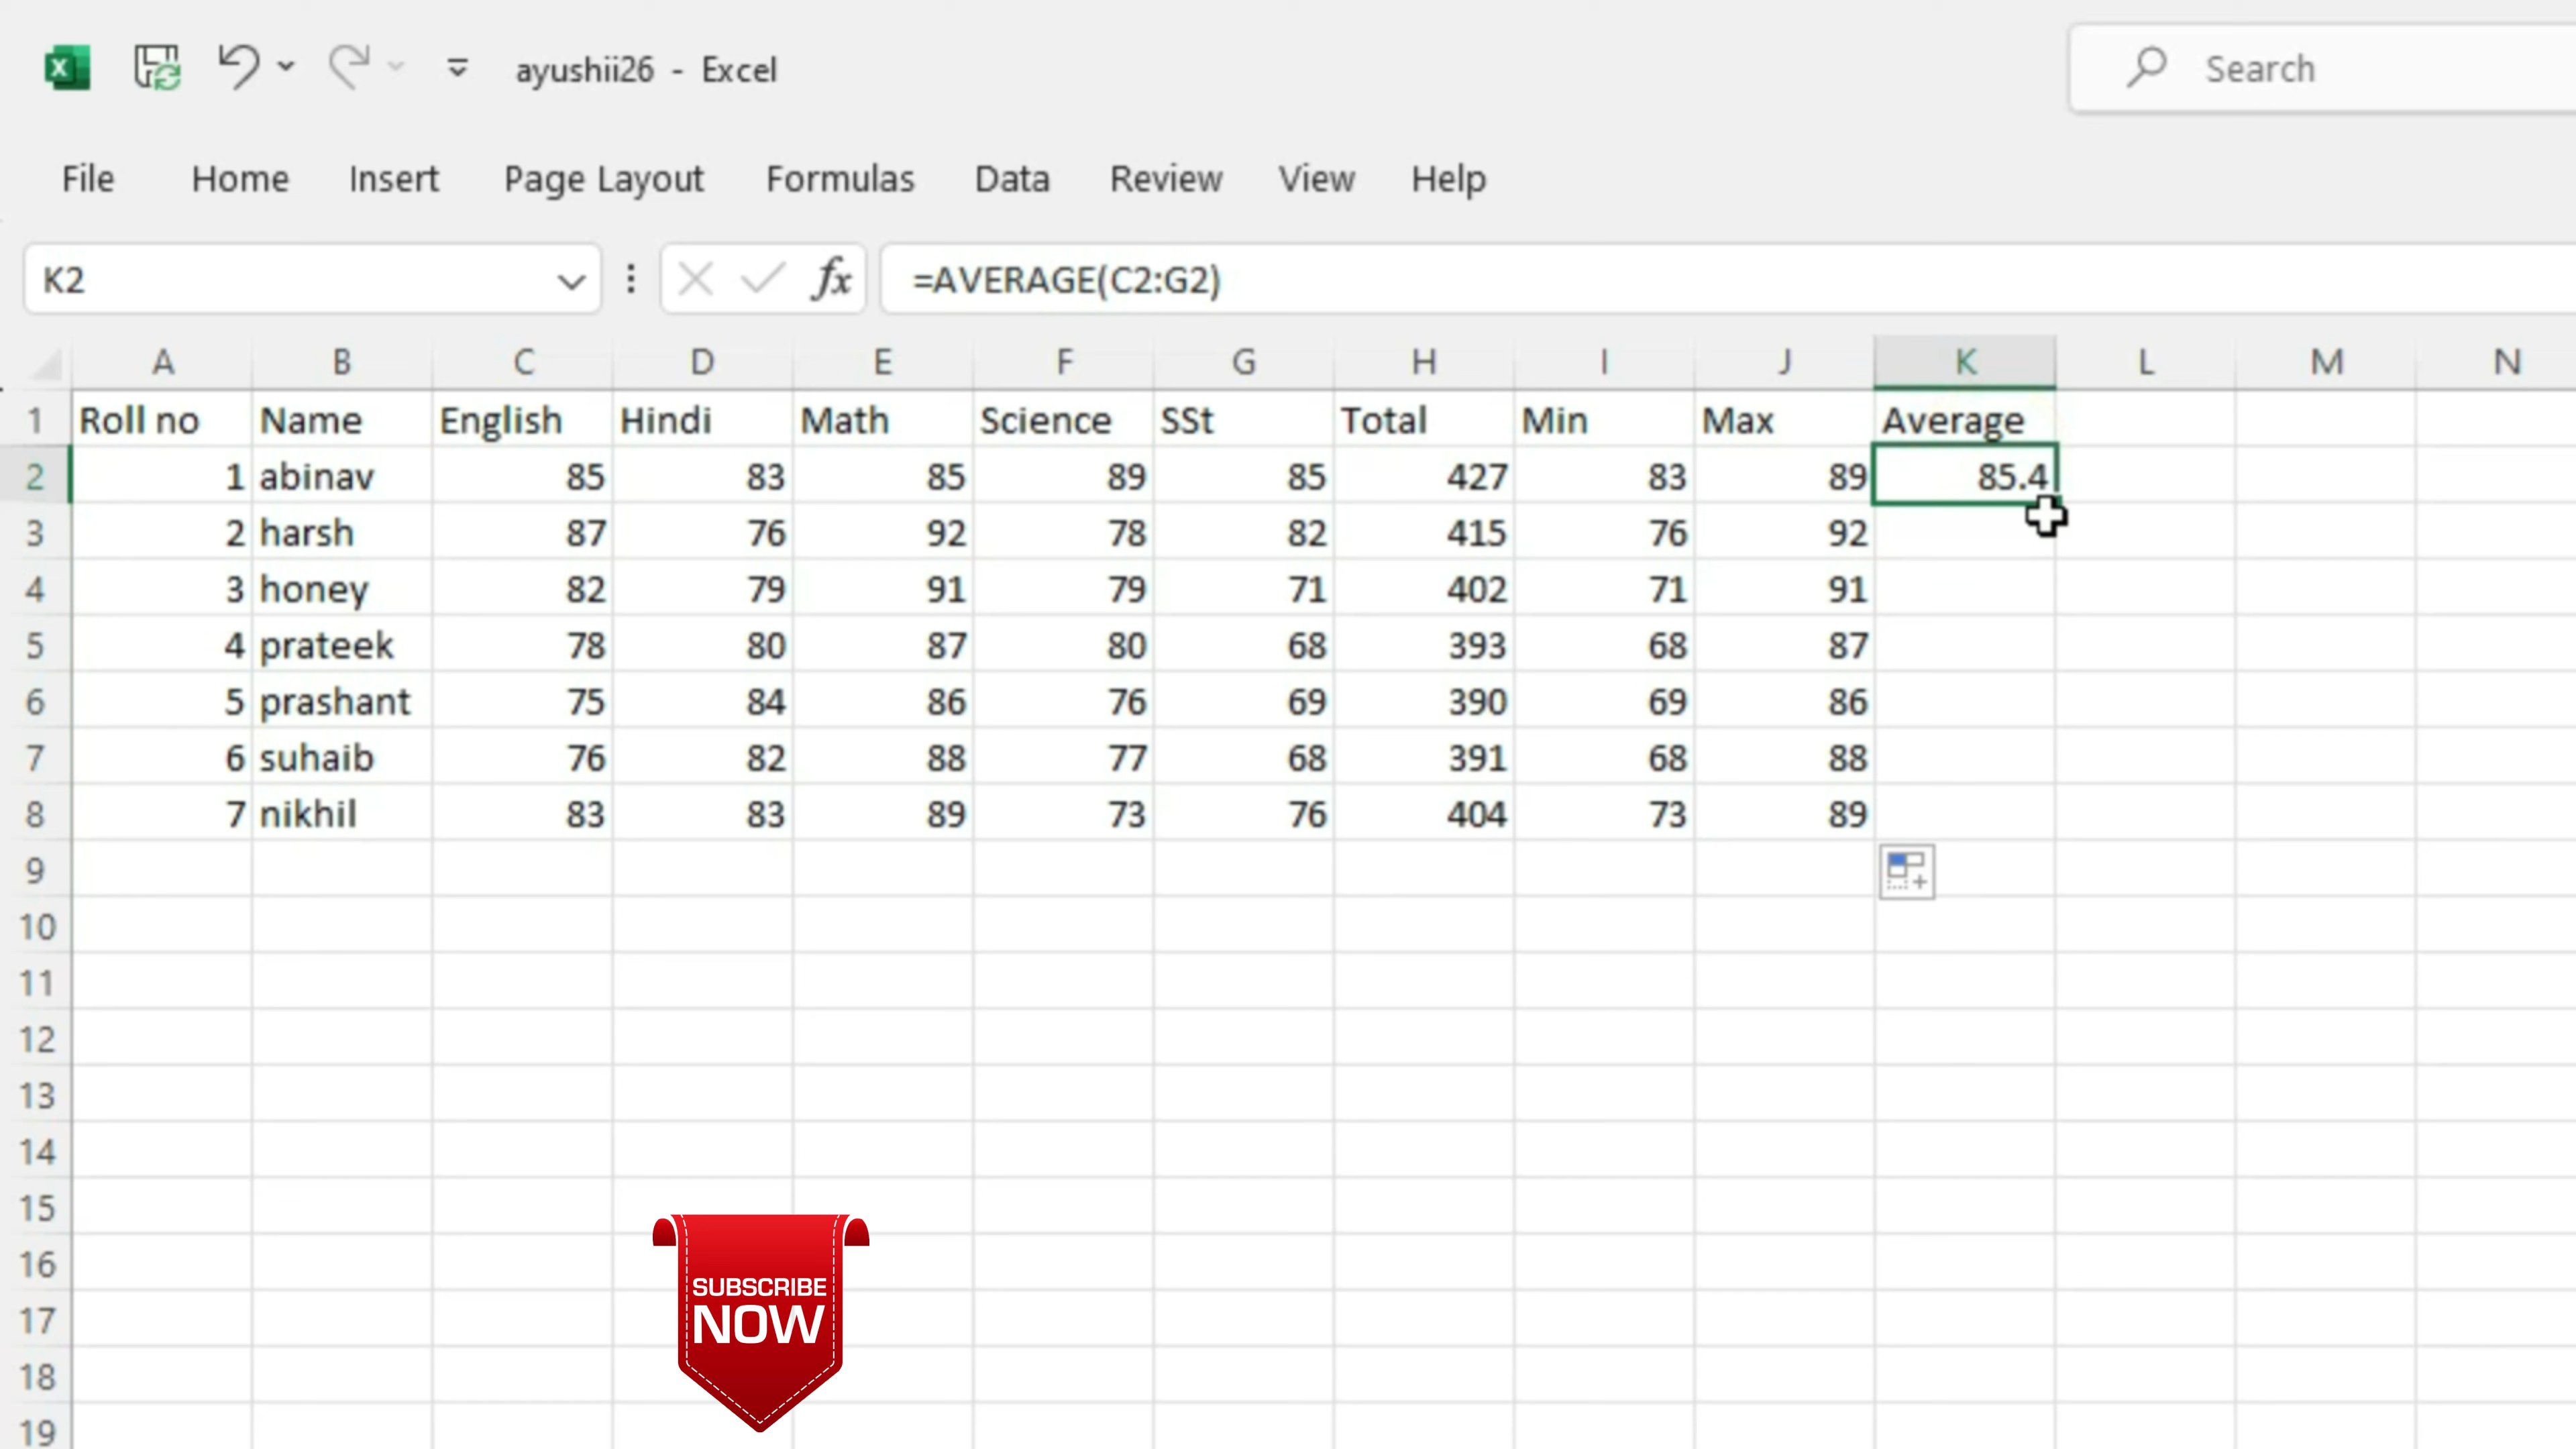 ayushii26 - Excel
Search
File Home Insert Page Layout Formulas Data Review View Help
K2 fx =AVERAGE(C2:G2)
A B C D E F G H I J K L M N
1 Roll no Name English Hindi Math Science SSt Total Min Max Average
2 1 abinav 85 83 85 89 85 427 83 89 85.4
3 2 harsh 87 76 92 78 82 415 76 92
4 3 honey 82 79 91 79 71 402 71 91
5 4 prateek 78 80 87 80 68 393 68 87
6 5 prashant 75 84 86 76 69 390 69 86
7 6 suhaib 76 82 88 77 68 391 68 88
8 7 nikhil 83 83 89 73 76 404 73 89
9
10
11
12
13
14
15
16
17
18
19
SUBSCRIBE
NOW